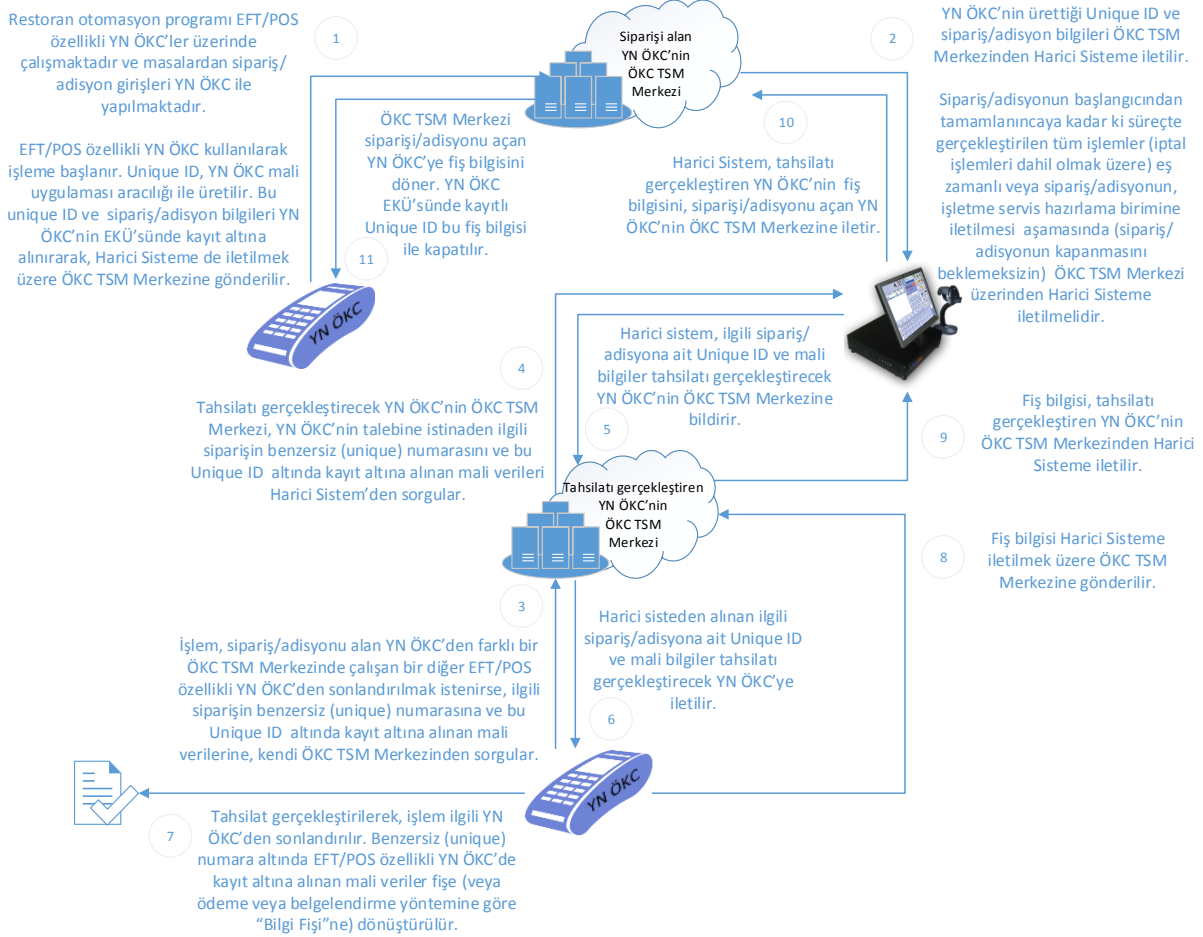 Restoran otomasyon programı EFT/POS
özellikli YN ÖKC'ler üzerinde
çalışmaktadır ve masalardan sipariş/
adisyon girişleri YN ÖKC ile
yapılmaktadır.
EFT/POS özellikli YN ÖKC kullanılarak
işleme başlanır. Unique ID, YN ÖKC mali
uygulaması aracılığı ile üretilir. Bu
unique ID ve sipariş/adisyon bilgileri YN
ÖKC'nin EKÜ'sünde kayıt altına
alınırarak, Harici Sisteme de iletilmek
üzere ÖKC TSM Merkezine gönderilir.
1
Siparişi alan
YN ÖKC'nin
ÖKC TSM
Merkezi
2
YN ÖKC'nin ürettiği Unique ID ve
sipariş/adisyon bilgileri ÖKC TSM
Merkezinden Harici Sisteme iletilir.
Sipariş/adisyonun başlangıcından
tamamlanıncaya kadar ki süreçte
gerçekleştirilen tüm işlemler (iptal
işlemleri dahil olmak üzere) eş
zamanlı veya sipariş/adisyonun,
işletme servis hazırlama birimine
iletilmesi aşamasında (sipariş/
adisyonun kapanmasını
beklemeksizin) ÖKC TSM Merkezi
üzerinden Harici Sisteme
iletilmelidir.
ÖKC TSM Merkezi
siparişi/adisyonu açan
YN ÖKC'ye fiş bilgisini
döner. YN ÖKC
EKÜ'sünde kayıtlı
Unique ID bu fiş bilgisi
ile kapatılır.
11
YN ÖKC
10
Harici Sistem, tahsilatı
gerçekleştiren YN ÖKC'nin fiş
bilgisini, siparişi/adisyonu açan YN
ÖKC'nin ÖKC TSM Merkezine iletir.
4
Tahsilatı gerçekleştirecek YN ÖKC'nin ÖKC TSM
Merkezi, YN ÖKC'nin talebine istinaden ilgili
siparişin benzersiz (unique) numarasını ve bu
Unique ID altında kayıt altına alınan mali verileri
Harici Sistem'den sorgular.
Harici sistem, ilgili sipariş/
adisyona ait Unique ID ve mali
bilgiler tahsilatı gerçekleştirecek
YN ÖKC'nin ÖKC TSM Merkezine
bildirir.
5
9
Fiş bilgisi, tahsilatı
gerçekleştiren YN ÖKC'nin
ÖKC TSM Merkezinden Harici
Sisteme iletilir.
Tahsilatı gerçekleştiren
YN ÖKC'nin
ÖKC TSM
Merkezi
8
Fiş bilgisi Harici Sisteme
iletilmek üzere ÖKC TSM
Merkezine gönderilir.
3
İşlem, sipariş/adisyonu alan YN ÖKC'den farklı bir
ÖKC TSM Merkezinde çalışan bir diğer EFT/POS
özellikli YN ÖKC'den sonlandırılmak istenirse, ilgili
siparişin benzersiz (unique) numarasına ve bu
Unique ID altında kayıt altına alınan mali
verilerine, kendi ÖKC TSM Merkezinden sorgular.
Harici sisteden alınan ilgili
sipariş/adisyona ait Unique ID
ve mali bilgiler tahsilatı
gerçekleştirecek YN ÖKC'ye
iletilir.
6
YN ÖKC
7
Tahsilat gerçekleştirilerek, işlem ilgili YN
ÖKC'den sonlandırılır. Benzersiz (unique)
numara altında EFT/POS özellikli YN ÖKC'de
kayıt altına alınan mali veriler fişe (veya
ödeme veya belgelendirme yöntemine göre
"Bilgi Fişi"ne) dönüştürülür.